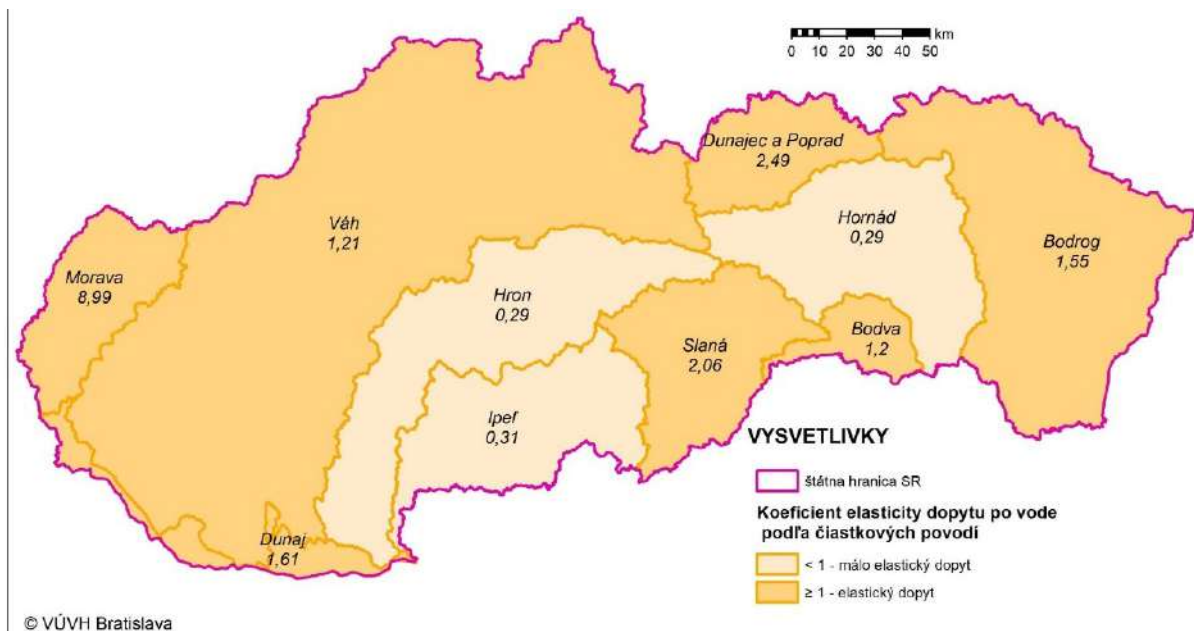 km
0 10 20 30 40 50
Dunajec a Poprad
2,49
Váh
1,21
Hornád
0,29
Bodrog
1,55
Morava
8,99
Hron
0,29
Slaná
2,06
Bodva
1,2
Ipeľ
0,31
Dunaj
1,61
VYSVETLIVKY
štátna hranica SR
Koeficient elasticity dopytu po vode
podľa čiastkových povodí
< 1 - málo elastický dopyt
≥ 1 - elastický dopyt
© VÚVH Bratislava